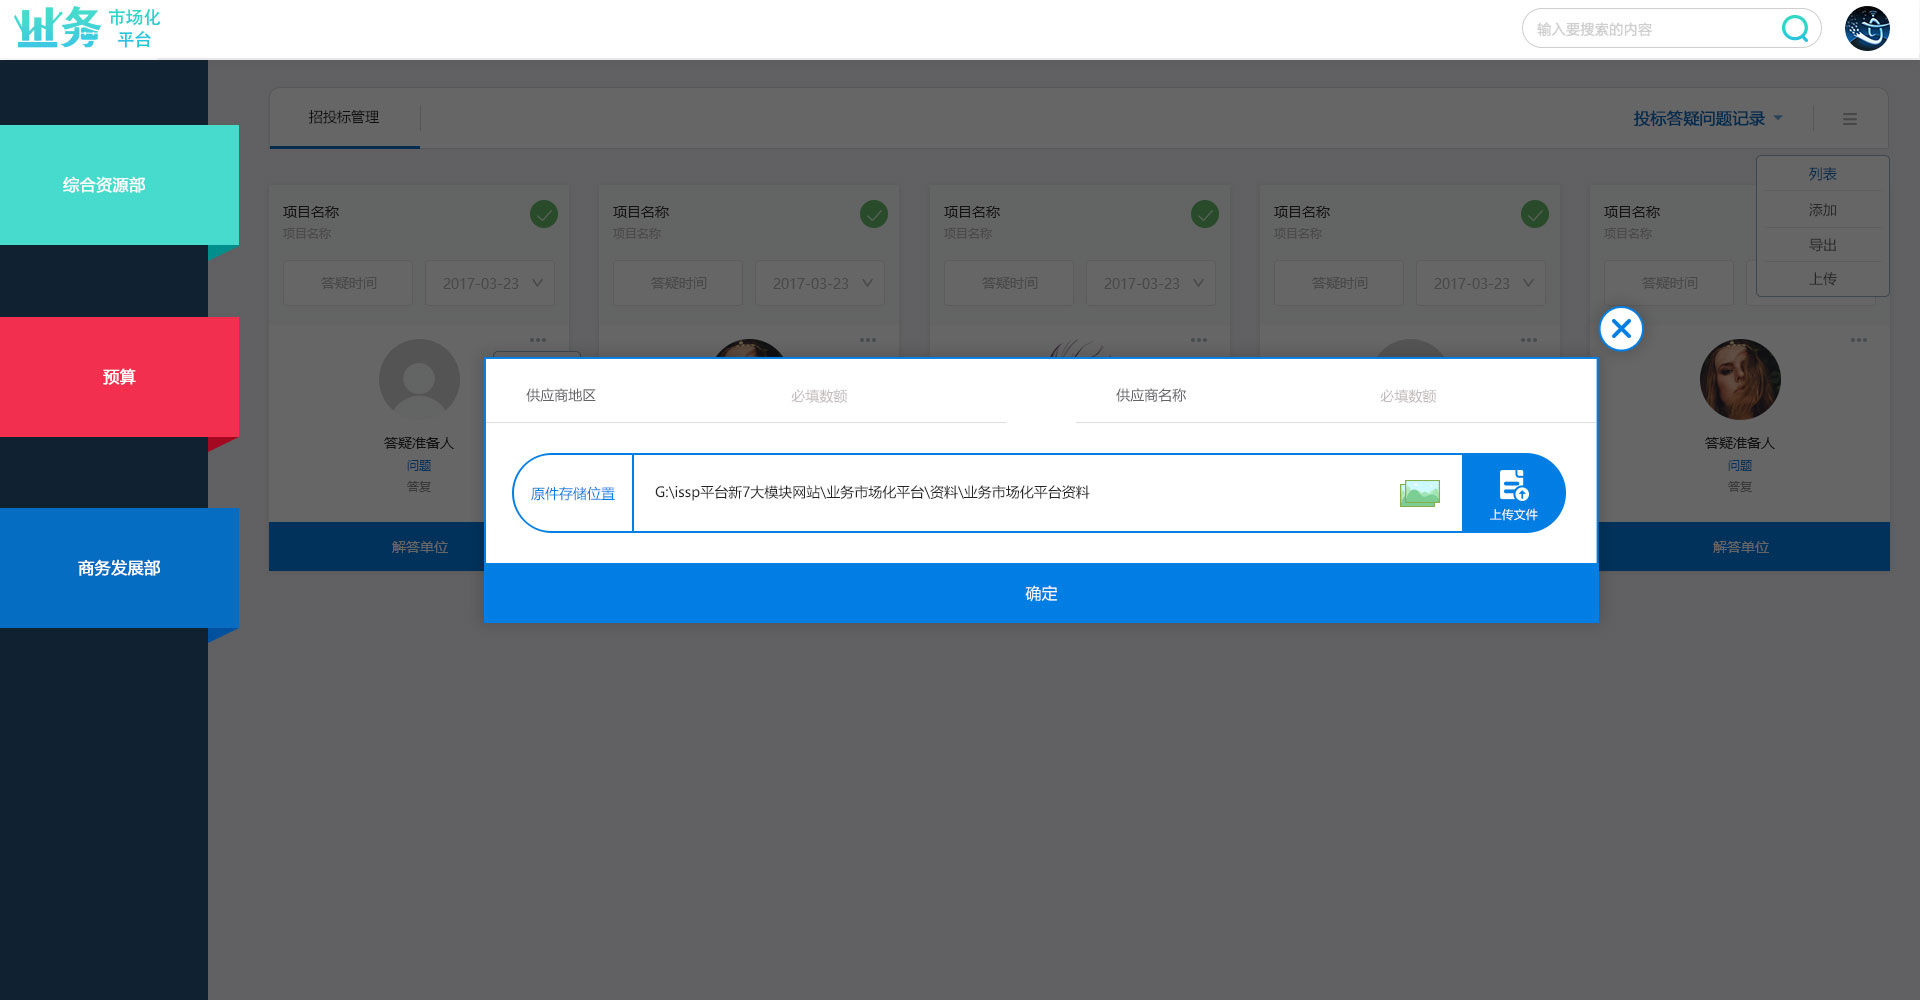 业务 市场化
平台
输入要搜索的内容
招投标管理
投标答疑问题记录
列表
添加
导出
上传
综合资源部
预算
商务发展部
项目名称
项目名称
答疑时间
2017-03-23
项目名称
项目名称
答疑时间
2017-03-23
项目名称
项目名称
答疑时间
2017-03-23
项目名称
项目名称
答疑时间
2017-03-23
项目名称
项目名称
答疑时间
答疑准备人
问题
答复
解答单位
答疑准备人
问题
答复
解答单位
供应商地区
必填数额
供应商名称
必填数额
原件存储位置
G:\issp平台新7大模块网站\业务市场化平台\资料\业务市场化平台资料
上传文件
确定